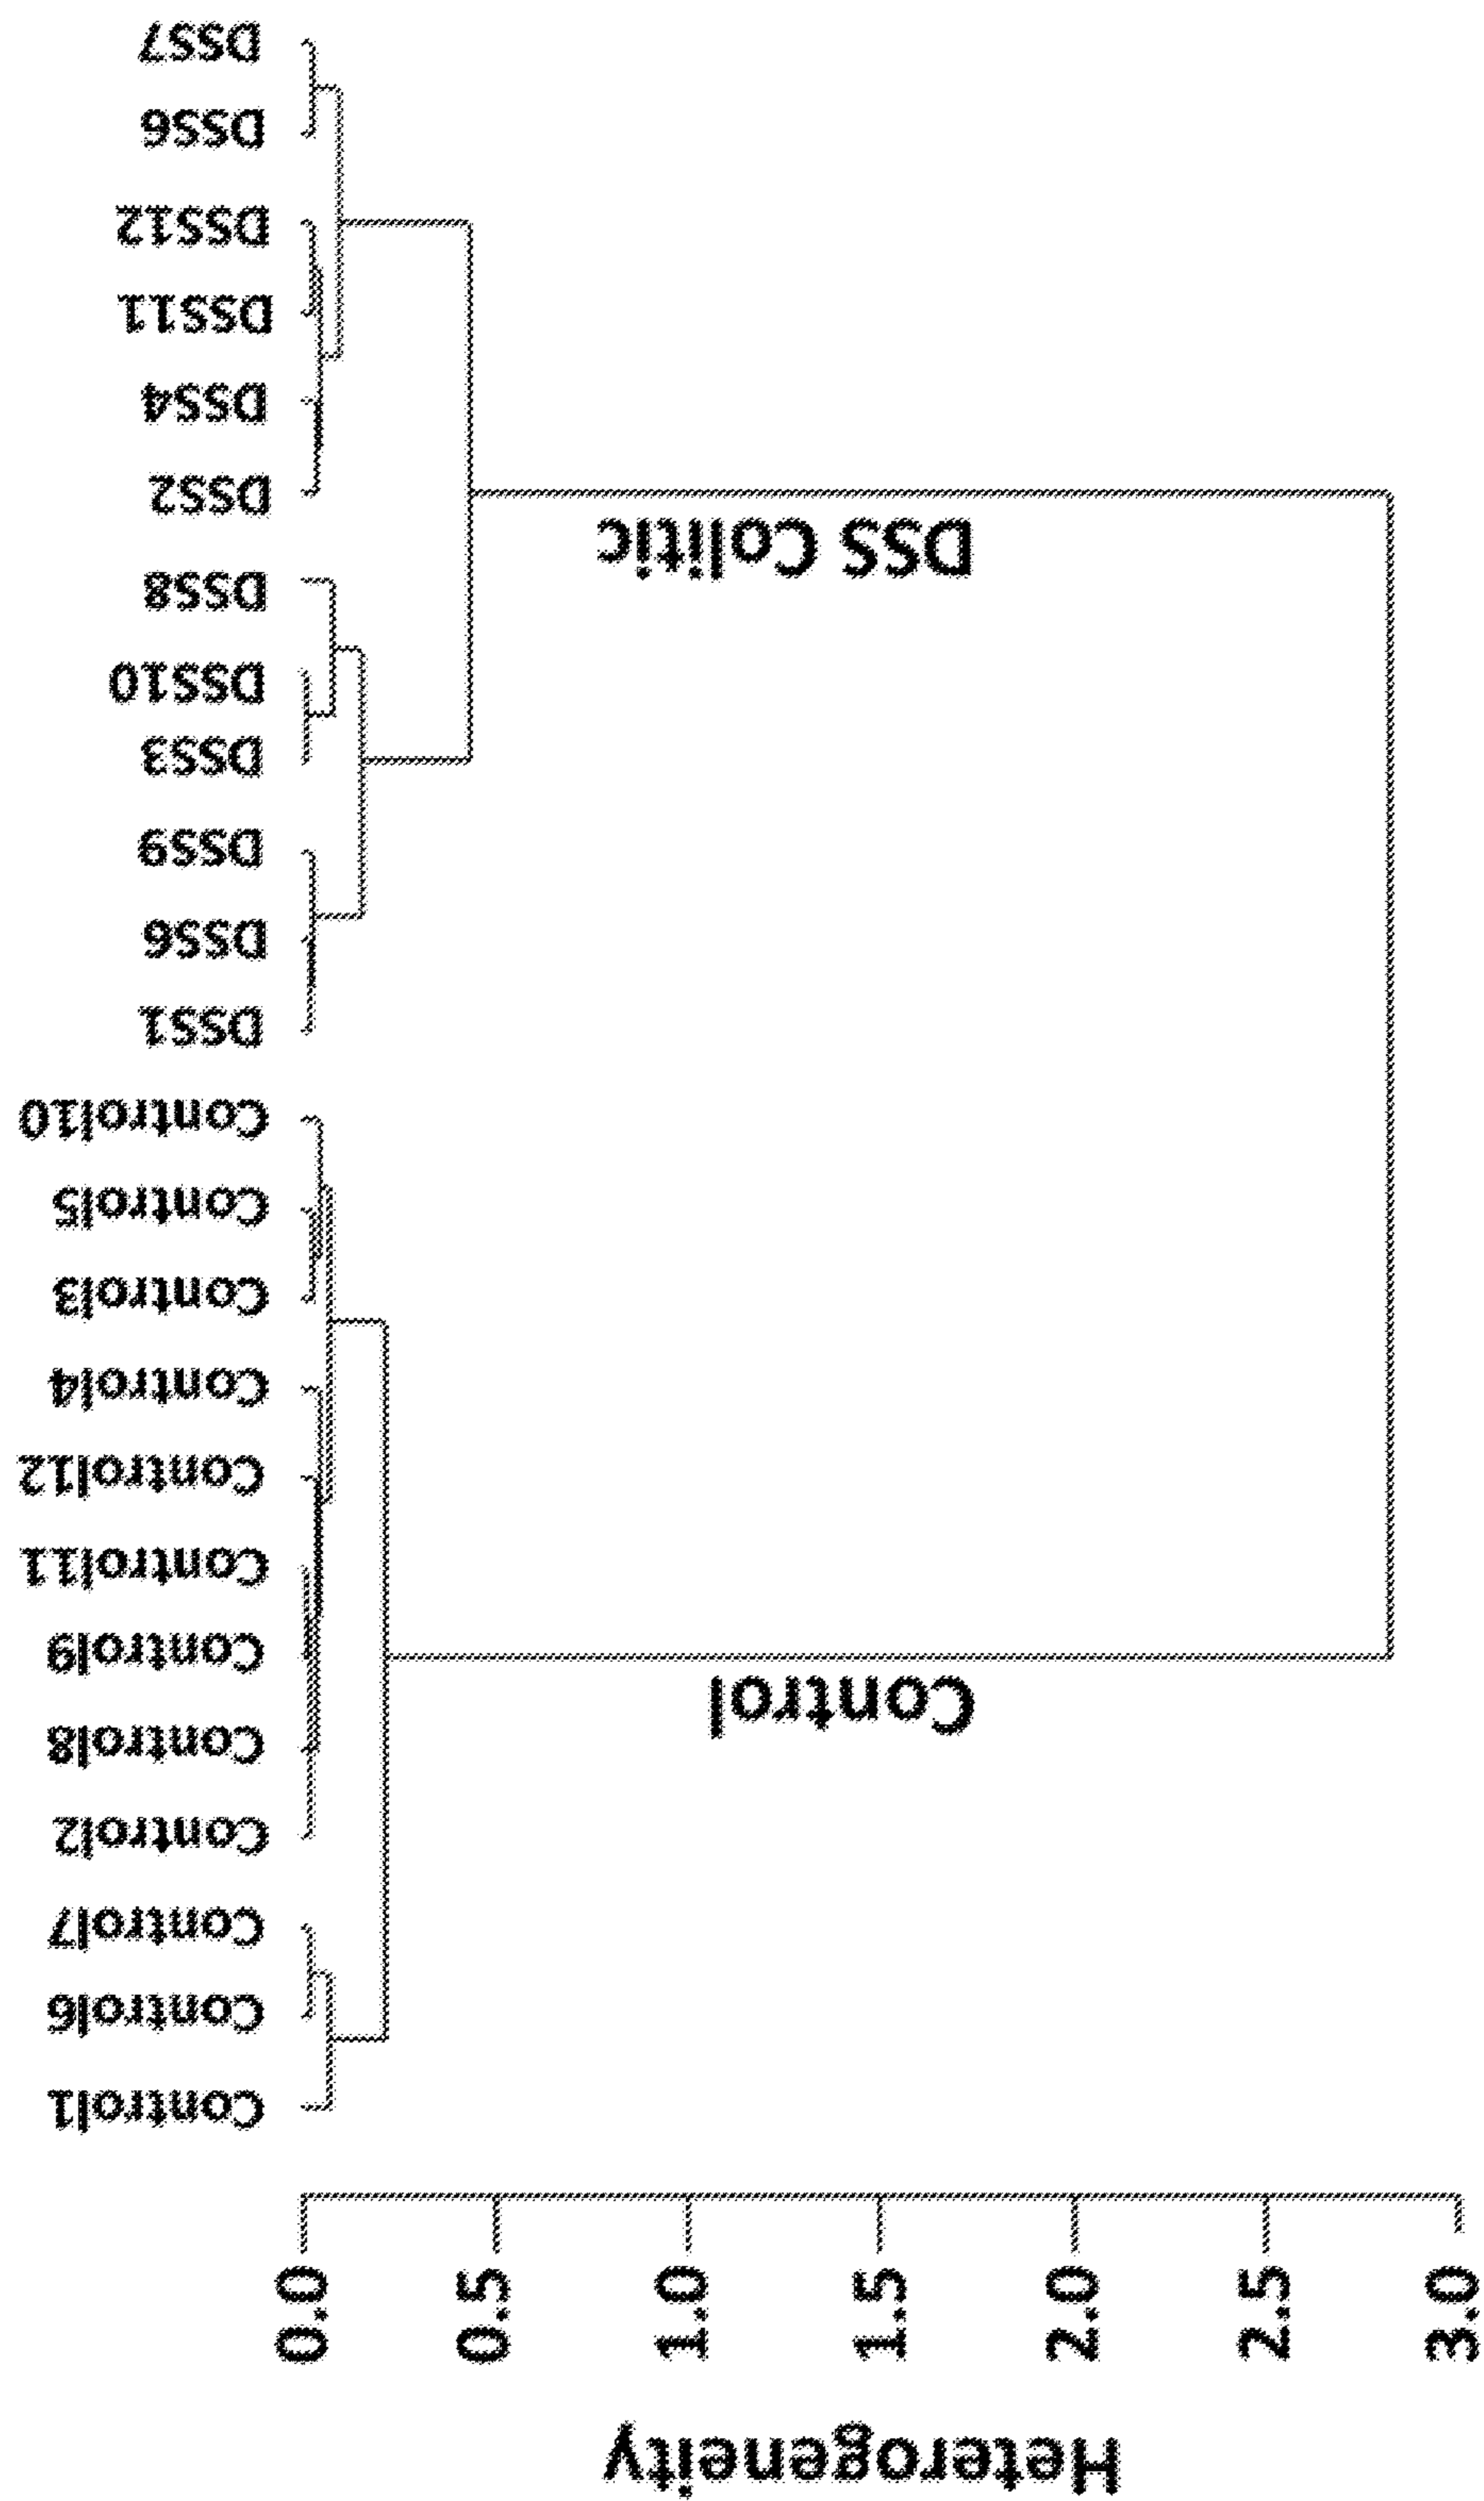 DSS7
DSS6
DSS12
DSS11
DSS4
DSS2
DSS Colitic
DSS8
DSS10
DSS3
DSS9
DSS6
DSS1
Control10
Control5
Control3
Control4
Control12
Control11
Control9
Control
Control8
Control2
Control7
Control6
Control1
0.0
0.5
1.0
1.5
2.0
2.5
3.0
Heterogeneity